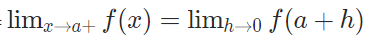 = lim_{x→a+} f(x) = lim_{h→0} f(a + h)